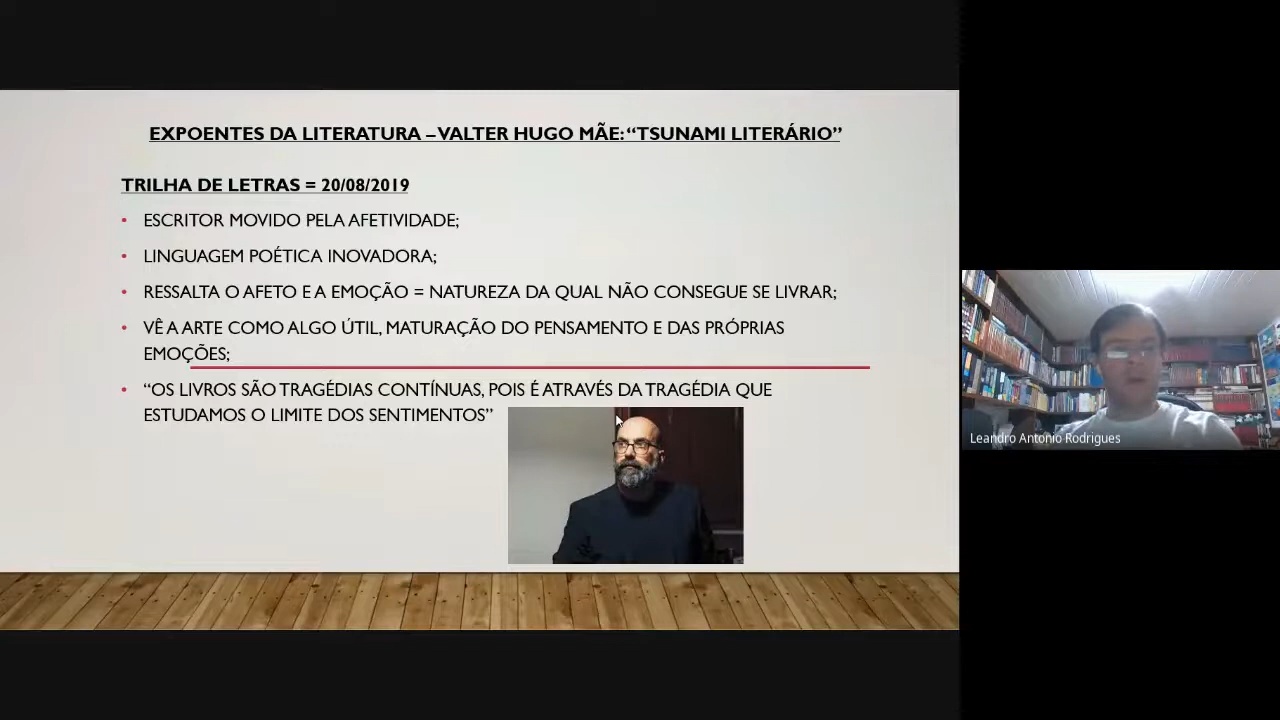 EXPOENTES DA LITERATURA – VALTER HUGO MÃE: “TSUNAMI LITERÁRIO”
TRILHA DE LETRAS = 20/08/2019
• ESCRITOR MOVIDO PELA AFETIVIDADE;
• LINGUAGEM POÉTICA INOVADORA;
• RESSALTA O AFETO E A EMOÇÃO = NATUREZA DA QUAL NÃO CONSEGUE SE LIVRAR;
• VÊ A ARTE COMO ALGO ÚTIL, MATURAÇÃO DO PENSAMENTO E DAS PRÓPRIAS
EMOÇÕES;
• “OS LIVROS SÃO TRAGÉDIAS CONTÍNUAS, POIS É ATRAVÉS DA TRAGÉDIA QUE
ESTUDAMOS O LIMITE DOS SENTIMENTOS”
Leandro Antonio Rodrigues